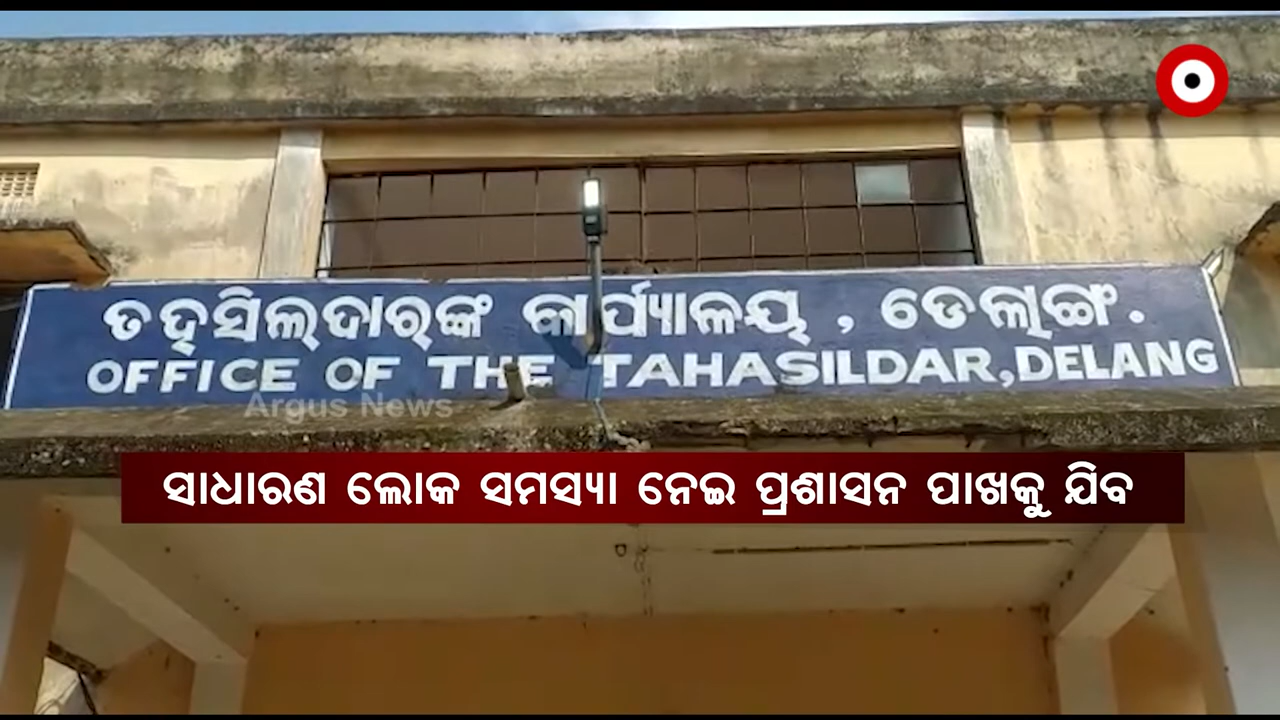 ତହସିଲଦାରଙ୍କ କାର୍ଯ୍ୟାଳୟ , ଡେଲାଙ୍ଗ.
OFFICE OF THE TAHASILDAR,DELANG
Argus News
ସାଧାରଣ ଲୋକ ସମସ୍ୟା ନେଇ ପ୍ରଶାସନ ପାଖକୁ ଯିବ